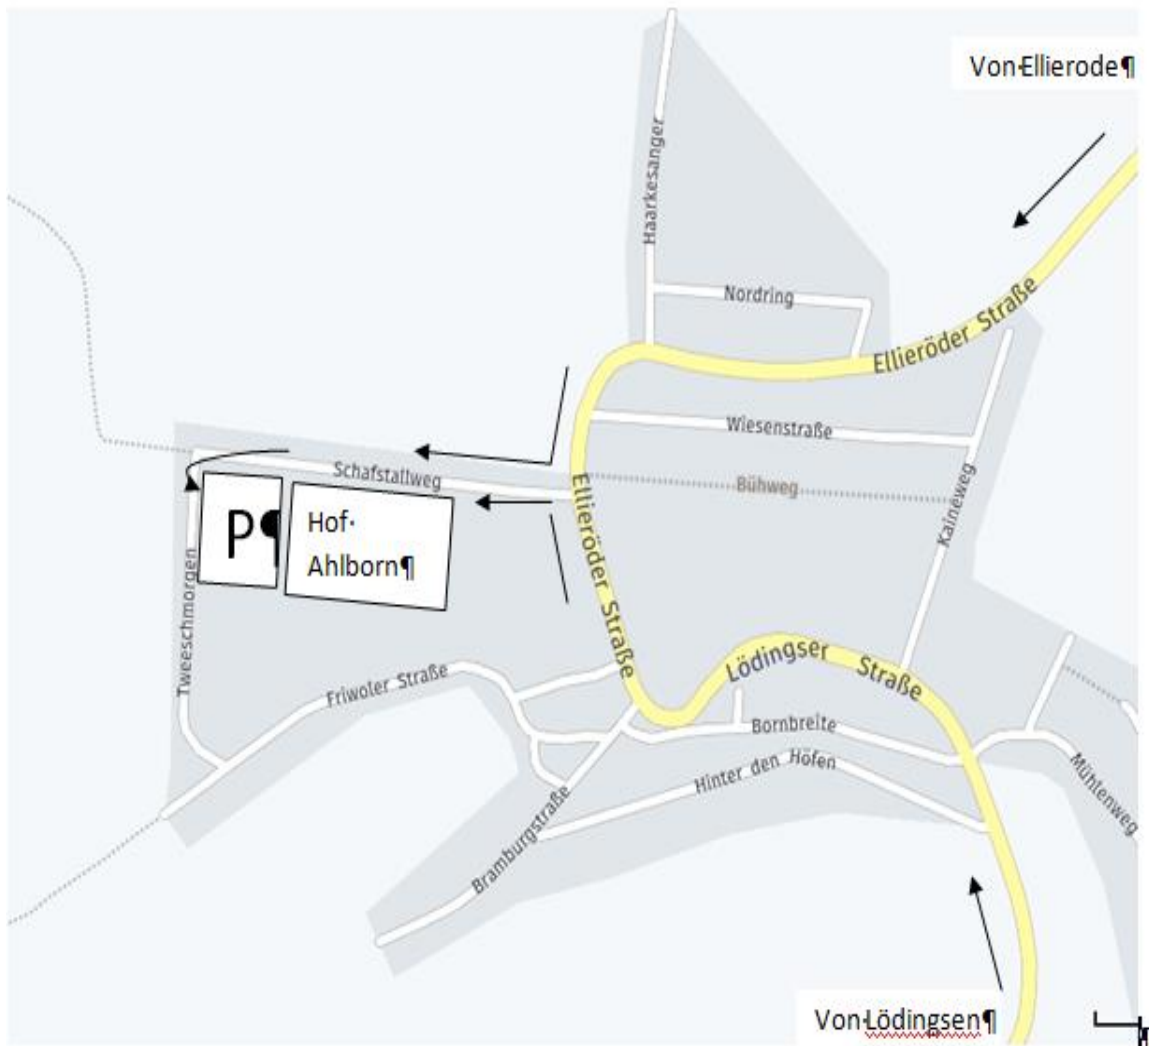 Von·Ellierode¶
Haarkesanger
Nordring
Ellieröder Straße
Wiesenstraße
Schafstallweg
Bühweg
Kaineweg
P¶
Hof·
Ahlborn¶
Ellieröder Straße
Tweeschmorgen
Friwoler Straße
Lödingser Straße
Bornbreite
Hinter den Höfen
Mühlenweg
Bramburgstraße
Von·Lödingsen¶